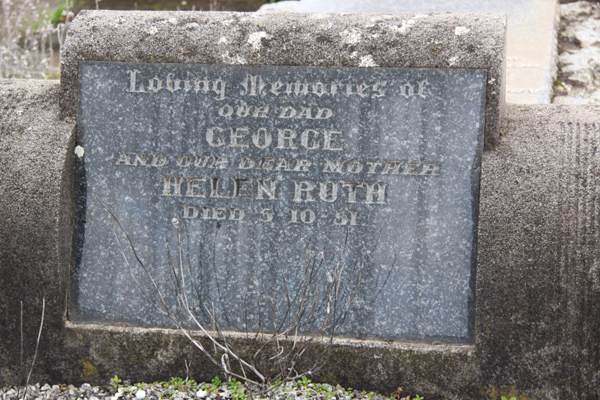 Loving Memories of
OUR DAD
GEORGE
AND OUR DEAR MOTHER
HELEN RUTH
DIED 5-10-51